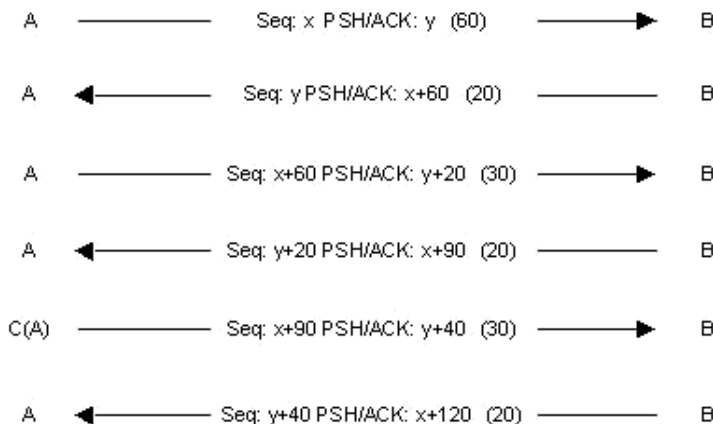 A Seq: x PSH/ACK: y (60) B
A Seq: y PSH/ACK: x+60 (20) B
A Seq: x+60 PSH/ACK: y+20 (30) B
A Seq: y+20 PSH/ACK: x+90 (20) B
C(A) Seq: x+90 PSH/ACK: y+40 (30) B
A Seq: y+40 PSH/ACK: x+120 (20) B